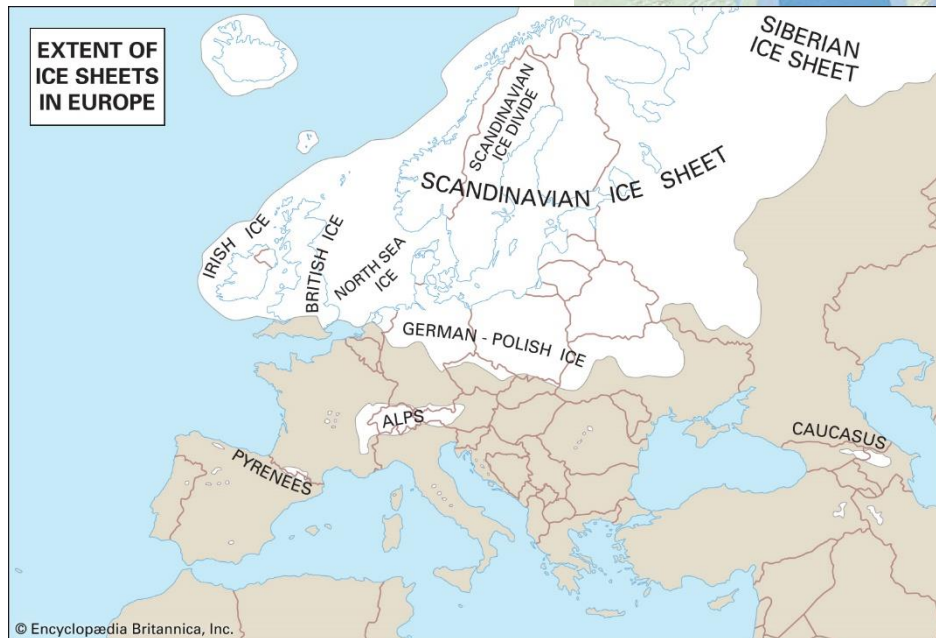 EXTENT OF
ICE SHEETS
IN EUROPE
SIBERIAN
ICE SHEET
SCANDINAVIAN
ICE DIVIDE
SCANDINAVIAN ICE SHEET
IRISH ICE
BRITISH ICE
NORTH SEA
ICE
GERMAN - POLISH ICE
ALPS
PYRENEES
CAUCASUS
© Encyclopædia Britannica, Inc.